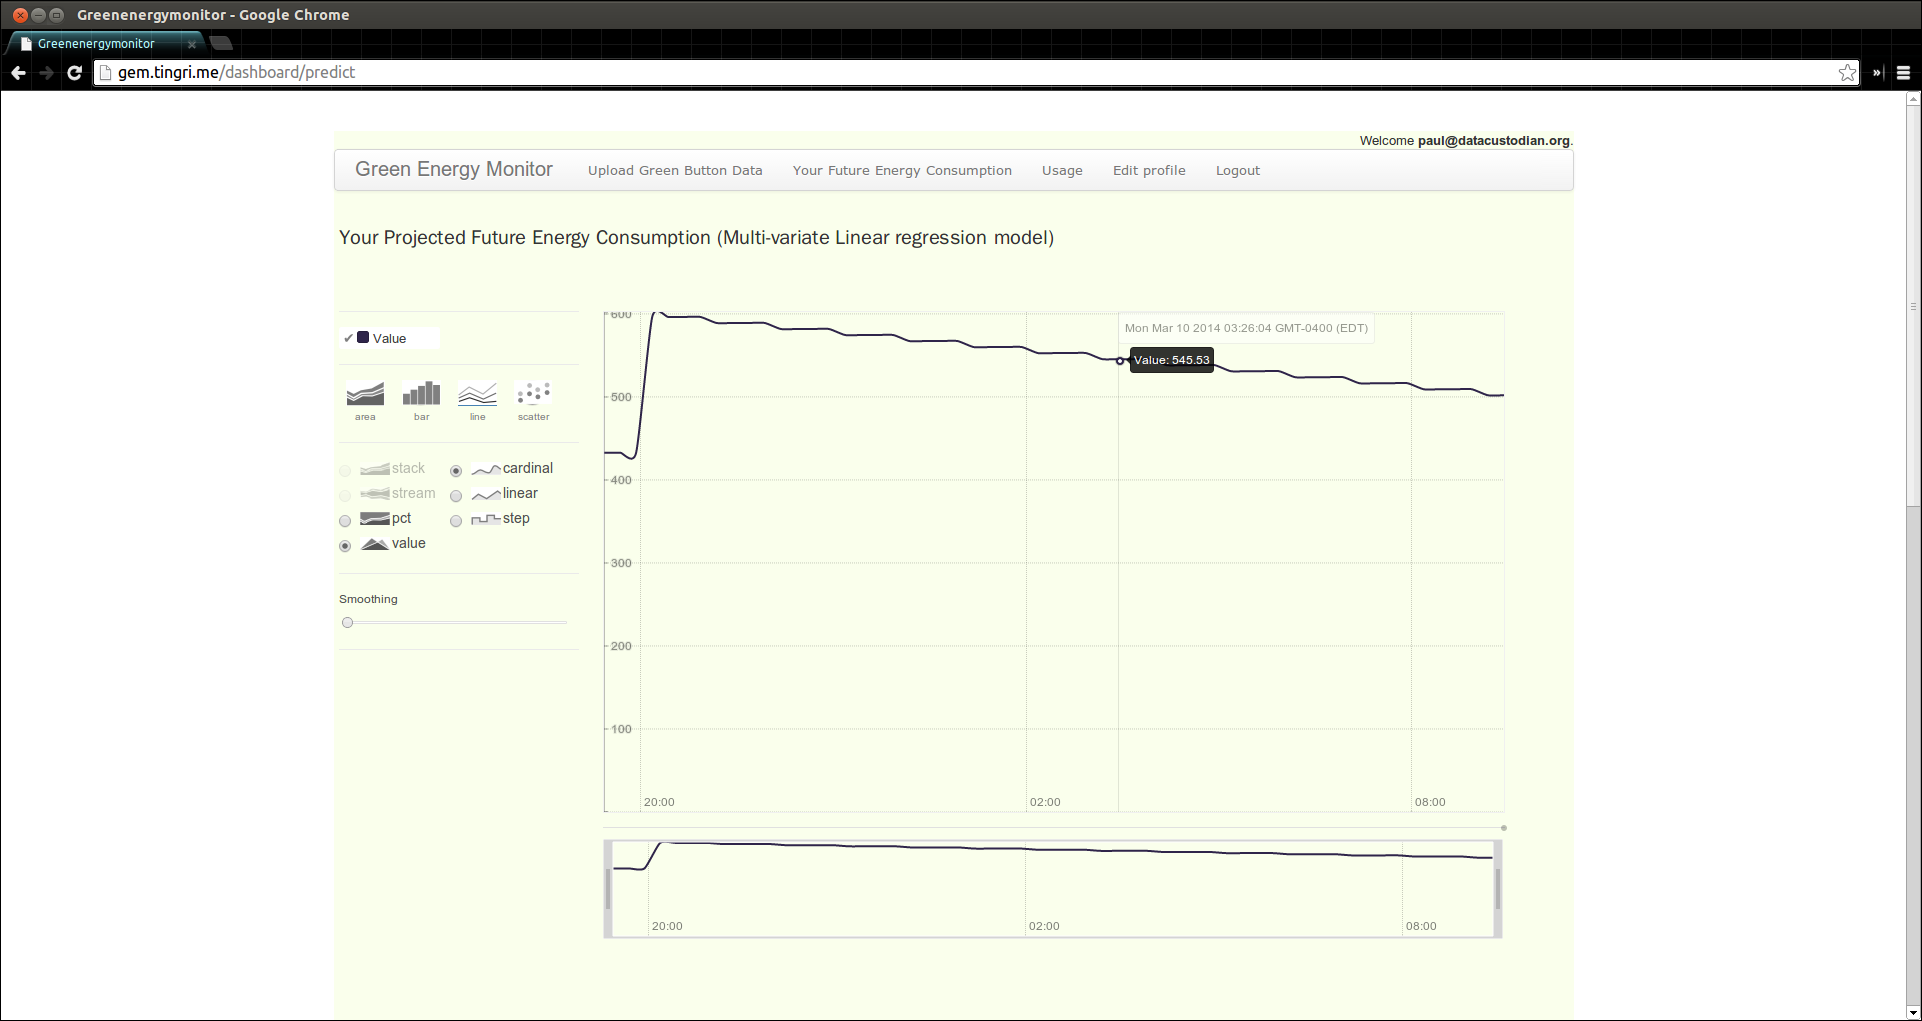 Greenenergymonitor - Google Chrome
Greenenergymonitor
gem.tingri.me/dashboard/predict
Welcome paul@datacustodian.org.
Green Energy Monitor Upload Green Button Data Your Future Energy Consumption Usage Edit profile Logout
Your Projected Future Energy Consumption (Multi-variate Linear regression model)
Value
area bar line scatter
stack cardinal
stream linear
pct step
value
Smoothing
600
Mon Mar 10 2014 03:26:04 GMT-0400 (EDT)
Value: 545.53
500
400
300
200
100
20:00 02:00 08:00
20:00 02:00 08:00